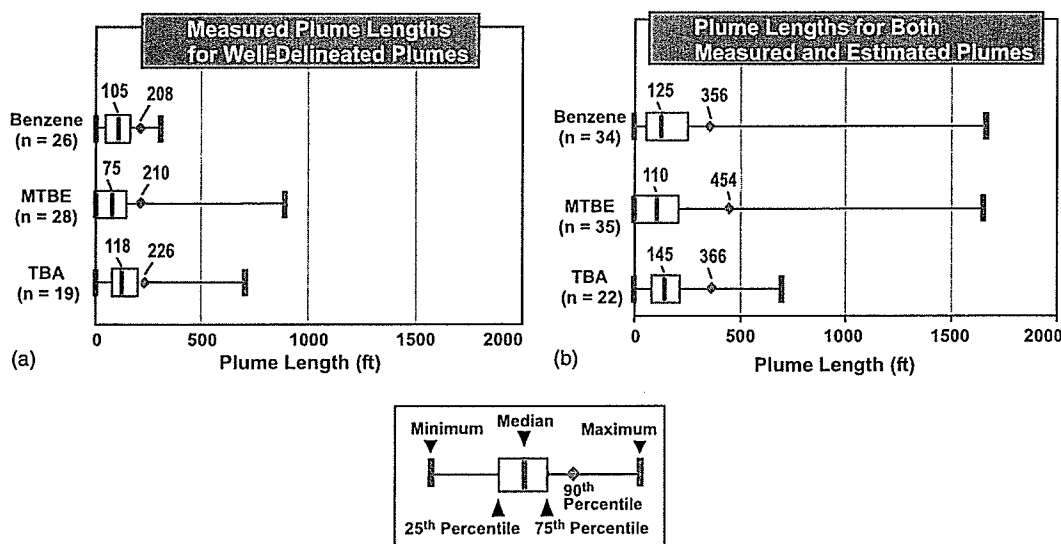 Measured Plume Lengths
for Well-Delineated Plumes
105
208
Benzene
(n = 26)
75
210
MTBE
(n = 28)
118
226
TBA
(n = 19)
0
500
1000
1500
2000
Plume Length (ft)
(a)
Plume Lengths for Both
Measured and Estimated Plumes
125
356
Benzene
(n = 34)
110
454
MTBE
(n = 35)
145
366
TBA
(n = 22)
0
500
1000
1500
2000
Plume Length (ft)
(b)
Median
Minimum
Maximum
90th
Percentile
25th Percentile
75th Percentile